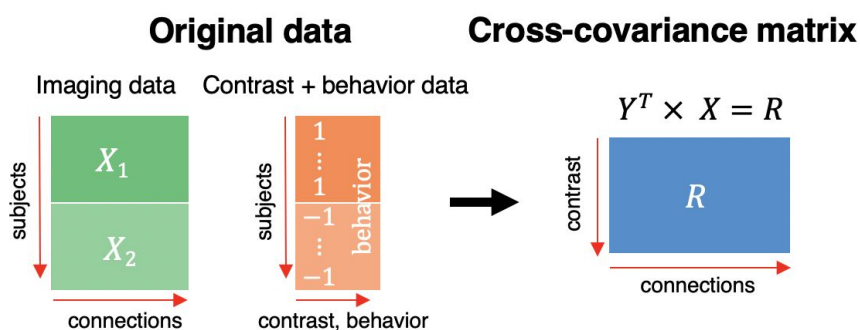 Original data
Cross-covariance matrix
Imaging data
Contrast + behavior data
subjects
X₁
X₂
connections
subjects
1
⋮
1
−1
⋮
−1
behavior
contrast, behavior
Yᵀ × X = R
contrast
R
connections